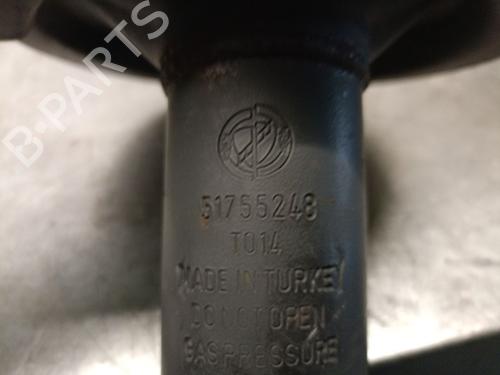 B-PARTS
51755248
T014
MADE IN TURKEY
DO NOT OPEN
GAS PRESSURE